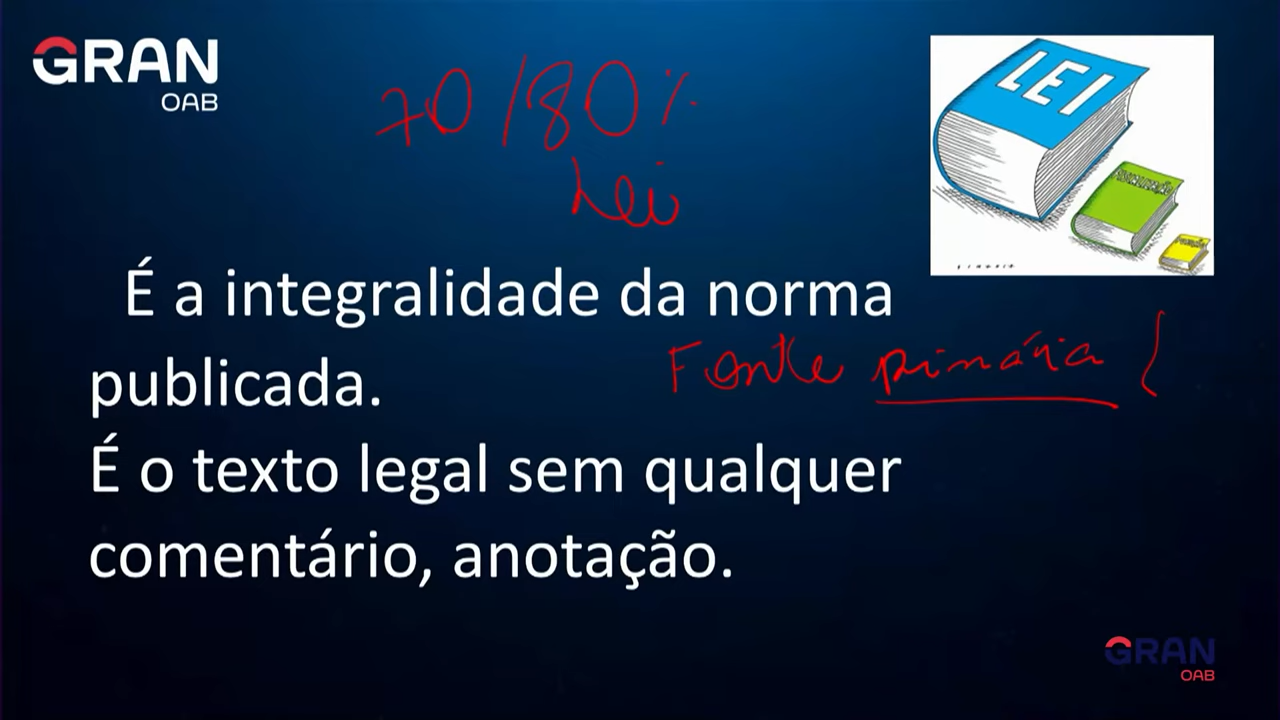 GRAN
OAB
70/80%
Lei
LEI
É a integralidade da norma
publicada.
Fonte primária {
É o texto legal sem qualquer
comentário, anotação.
GRAN
OAB